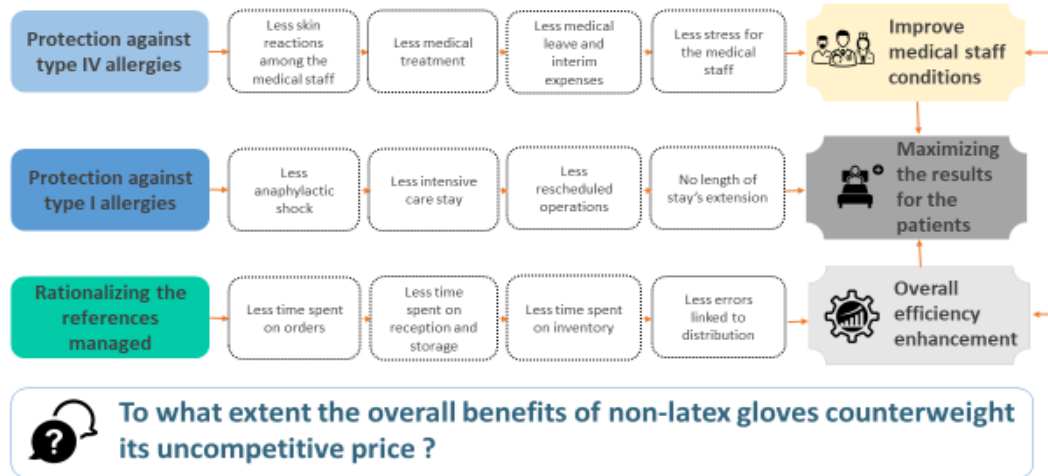 Protection against
type IV allergies
Less skin
reactions
among the
medical staff
Less medical
treatment
Less medical
leave and
interim
expenses
Less stress for
the medical
staff
Improve
medical staff
conditions
Protection against
type I allergies
Less
anaphylactic
shock
Less intensive
care stay
Less
rescheduled
operations
No length of
stay's extension
Maximizing
the results
for the
patients
Rationalizing the
references
managed
Less time spent
on orders
Less time
spent on
reception and
storage
Less time spent
on inventory
Less errors
linked to
distribution
Overall
efficiency
enhancement
?
To what extent the overall benefits of non-latex gloves counterweight
its uncompetitive price ?